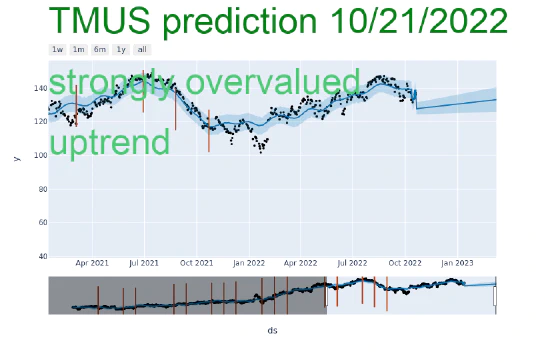 TMUS prediction 10/21/2022
1w 1m 6m 1y all
strongly overvalued
uptrend
140
120
100
80
60
40
y
Apr 2021 Jul 2021 Oct 2021 Jan 2022 Apr 2022 Jul 2022 Oct 2022 Jan 2023
ds